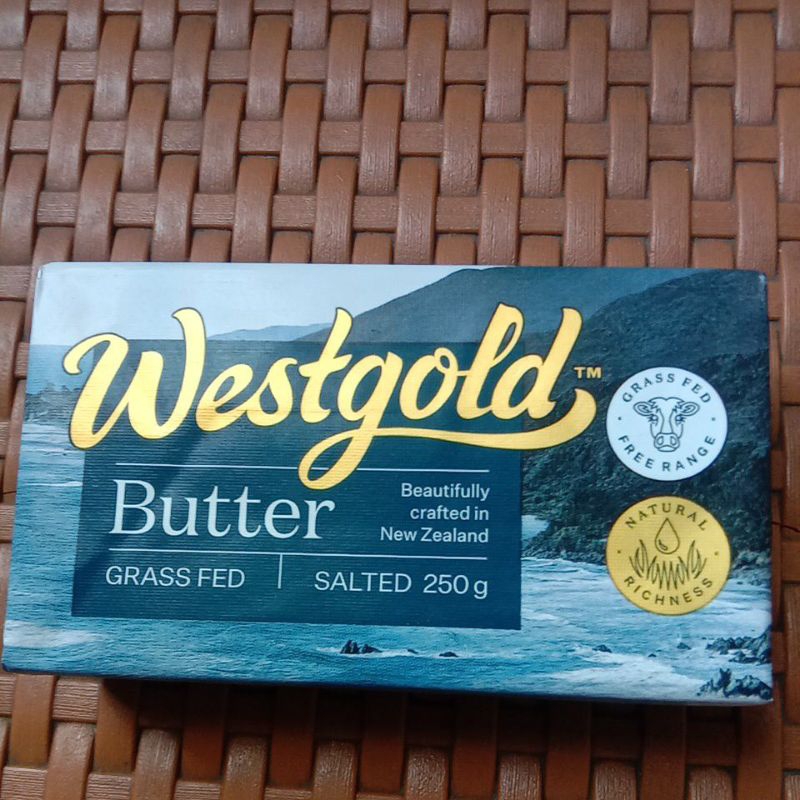 Westgold™
Butter
Beautifully
crafted in
New Zealand
GRASS FED
SALTED 250g
GRASS FED
FREE RANGE
NATURAL
RICHNESS